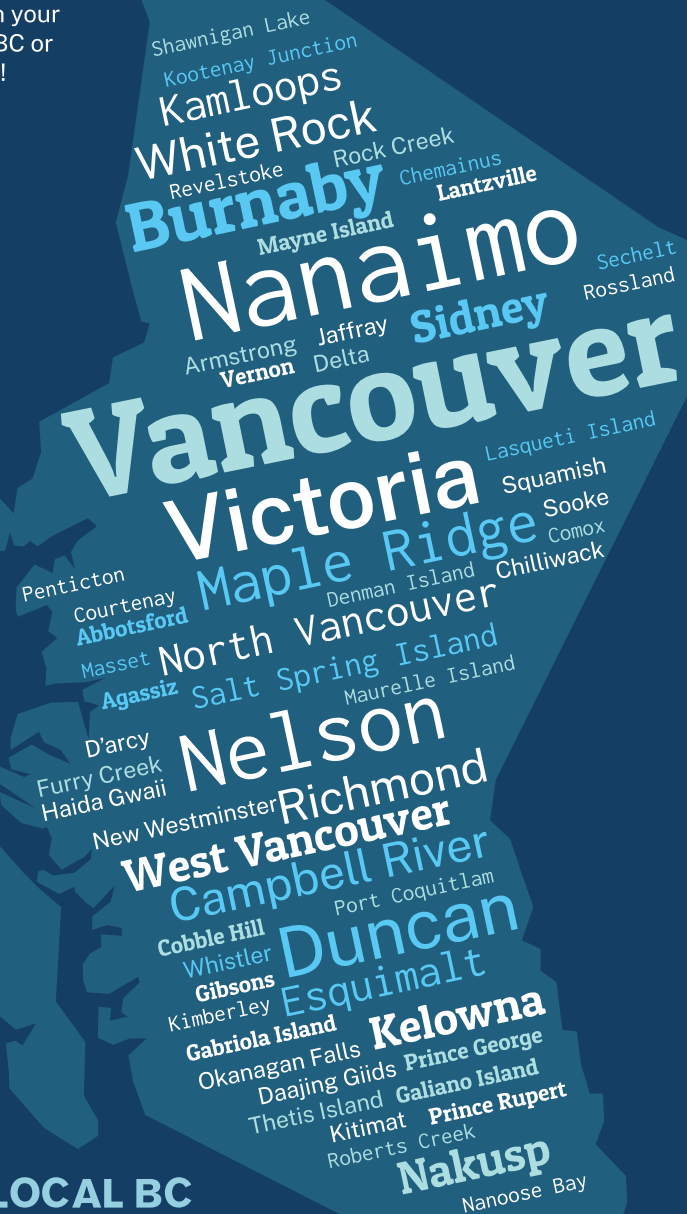 n your
BC or
!
Shawnigan Lake
Kootenay Junction
Kamloops
White Rock
Rock Creek
Revelstoke
Chemainus
Burnaby
Lantzville
Mayne Island
Nanaimo
Sechelt
Rossland
Sidney
Jaffray
Armstrong
Delta
Vernon
Vancouver
Lasqueti Island
Victoria
Squamish
Sooke
Maple Ridge
Comox
Chilliwack
Penticton
Denman Island
Courtenay
Abbotsford
North Vancouver
Masset
Salt Spring Island
Agassiz
Maurelle Island
Nelson
D'arcy
Furry Creek
Haida Gwaii
Richmond
New Westminster
West Vancouver
Campbell River
Port Coquitlam
Duncan
Cobble Hill
Whistler
Gibsons
Esquimalt
Kimberley
Kelowna
Gabriola Island
Prince George
Okanagan Falls
Daajing Giids
Galiano Island
Thetis Island
Prince Rupert
Kitimat
Roberts Creek
Nakusp
Nanoose Bay
LOCAL BC